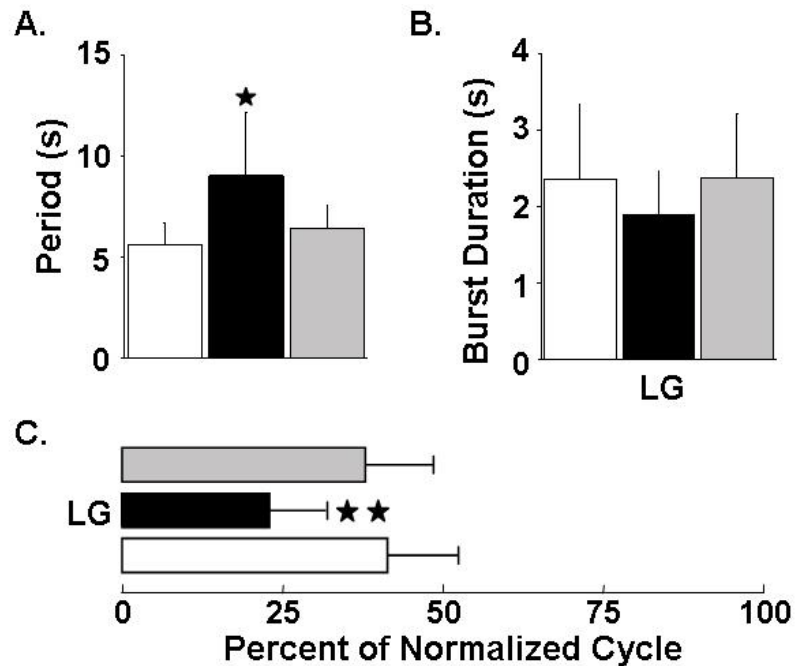 A.
Period (s)
15
10
5
0
★
B.
Burst Duration (s)
4
3
2
1
0
LG
C.
LG
★ ★
0 25 50 75 100
Percent of Normalized Cycle